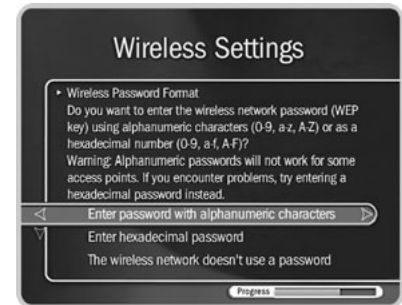 Wireless Settings
Wireless Password Format
Do you want to enter the wireless network password (WEP
key) using alphanumeric characters (0-9, a-z, A-Z) or as a
hexadecimal number (0-9, a-f, A-F)?
Warning: Alphanumeric passwords will not work for some
access points. If you encounter problems, try entering a
hexadecimal password instead.
Enter password with alphanumeric characters
Enter hexadecimal password
The wireless network doesn't use a password
Progress